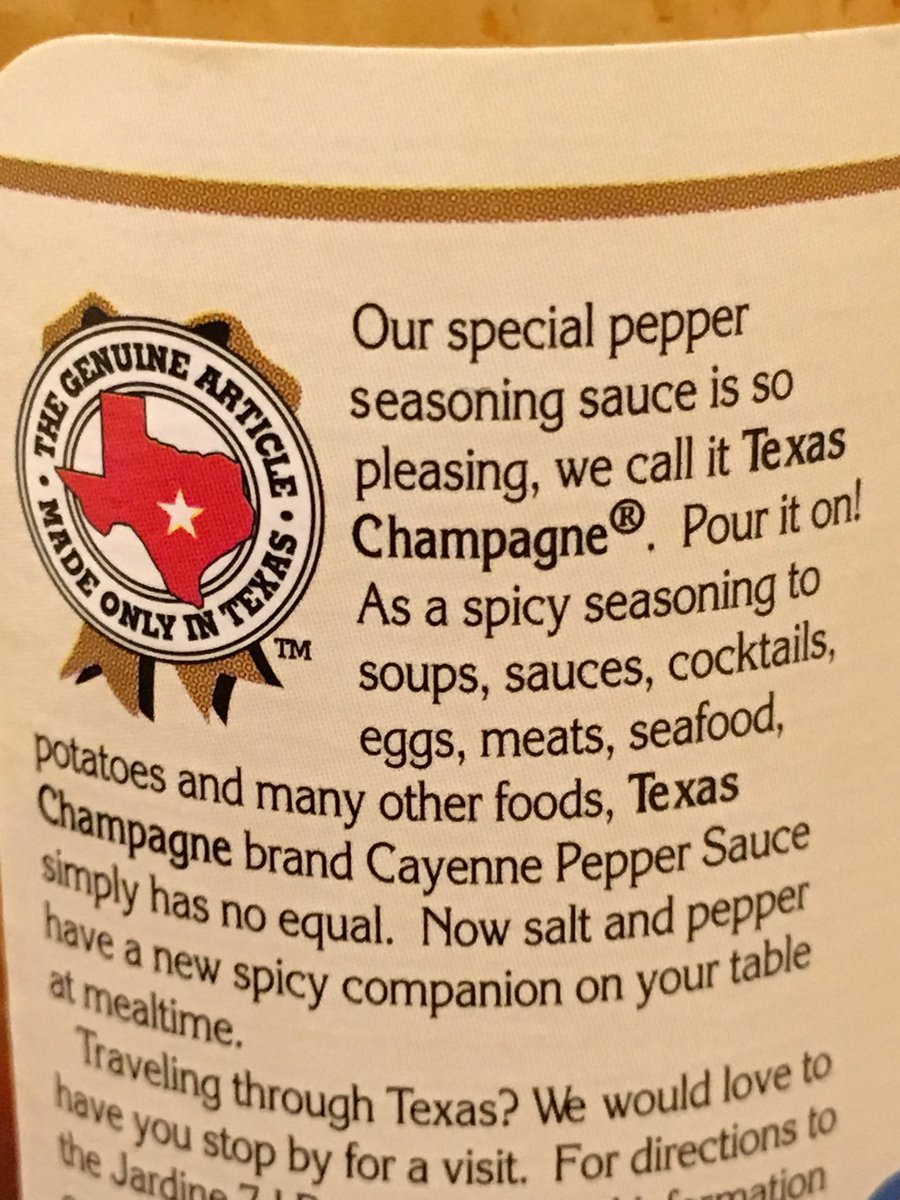 THE GENUINE ARTICLE
• MADE ONLY IN TEXAS •
TM
Our special pepper
seasoning sauce is so
pleasing, we call it Texas
Champagne®. Pour it on!
As a spicy seasoning to
soups, sauces, cocktails,
eggs, meats, seafood,
potatoes and many other foods, Texas
Champagne brand Cayenne Pepper Sauce
simply has no equal. Now salt and pepper
have a new spicy companion on your table
at mealtime.
Traveling through Texas? We would love to
have you stop by for a visit. For directions to
the Jardine 7